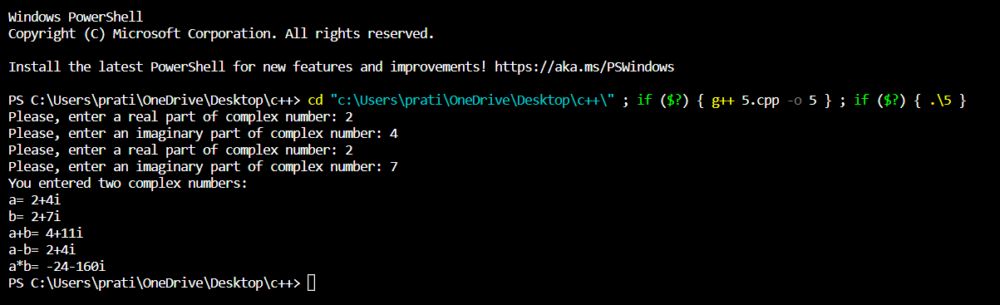 Windows PowerShell
Copyright (C) Microsoft Corporation. All rights reserved.
Install the latest PowerShell for new features and improvements! https://aka.ms/PSWindows
PS C:\Users\prati\OneDrive\Desktop\c++> cd "c:\Users\prati\OneDrive\Desktop\c++\" ; if ($?) { g++ 5.cpp -o 5 } ; if ($?) { .\5 }
Please, enter a real part of complex number: 2
Please, enter an imaginary part of complex number: 4
Please, enter a real part of complex number: 2
Please, enter an imaginary part of complex number: 7
You entered two complex numbers:
a= 2+4i
b= 2+7i
a+b= 4+11i
a-b= 2+4i
a*b= -24-160i
PS C:\Users\prati\OneDrive\Desktop\c++>